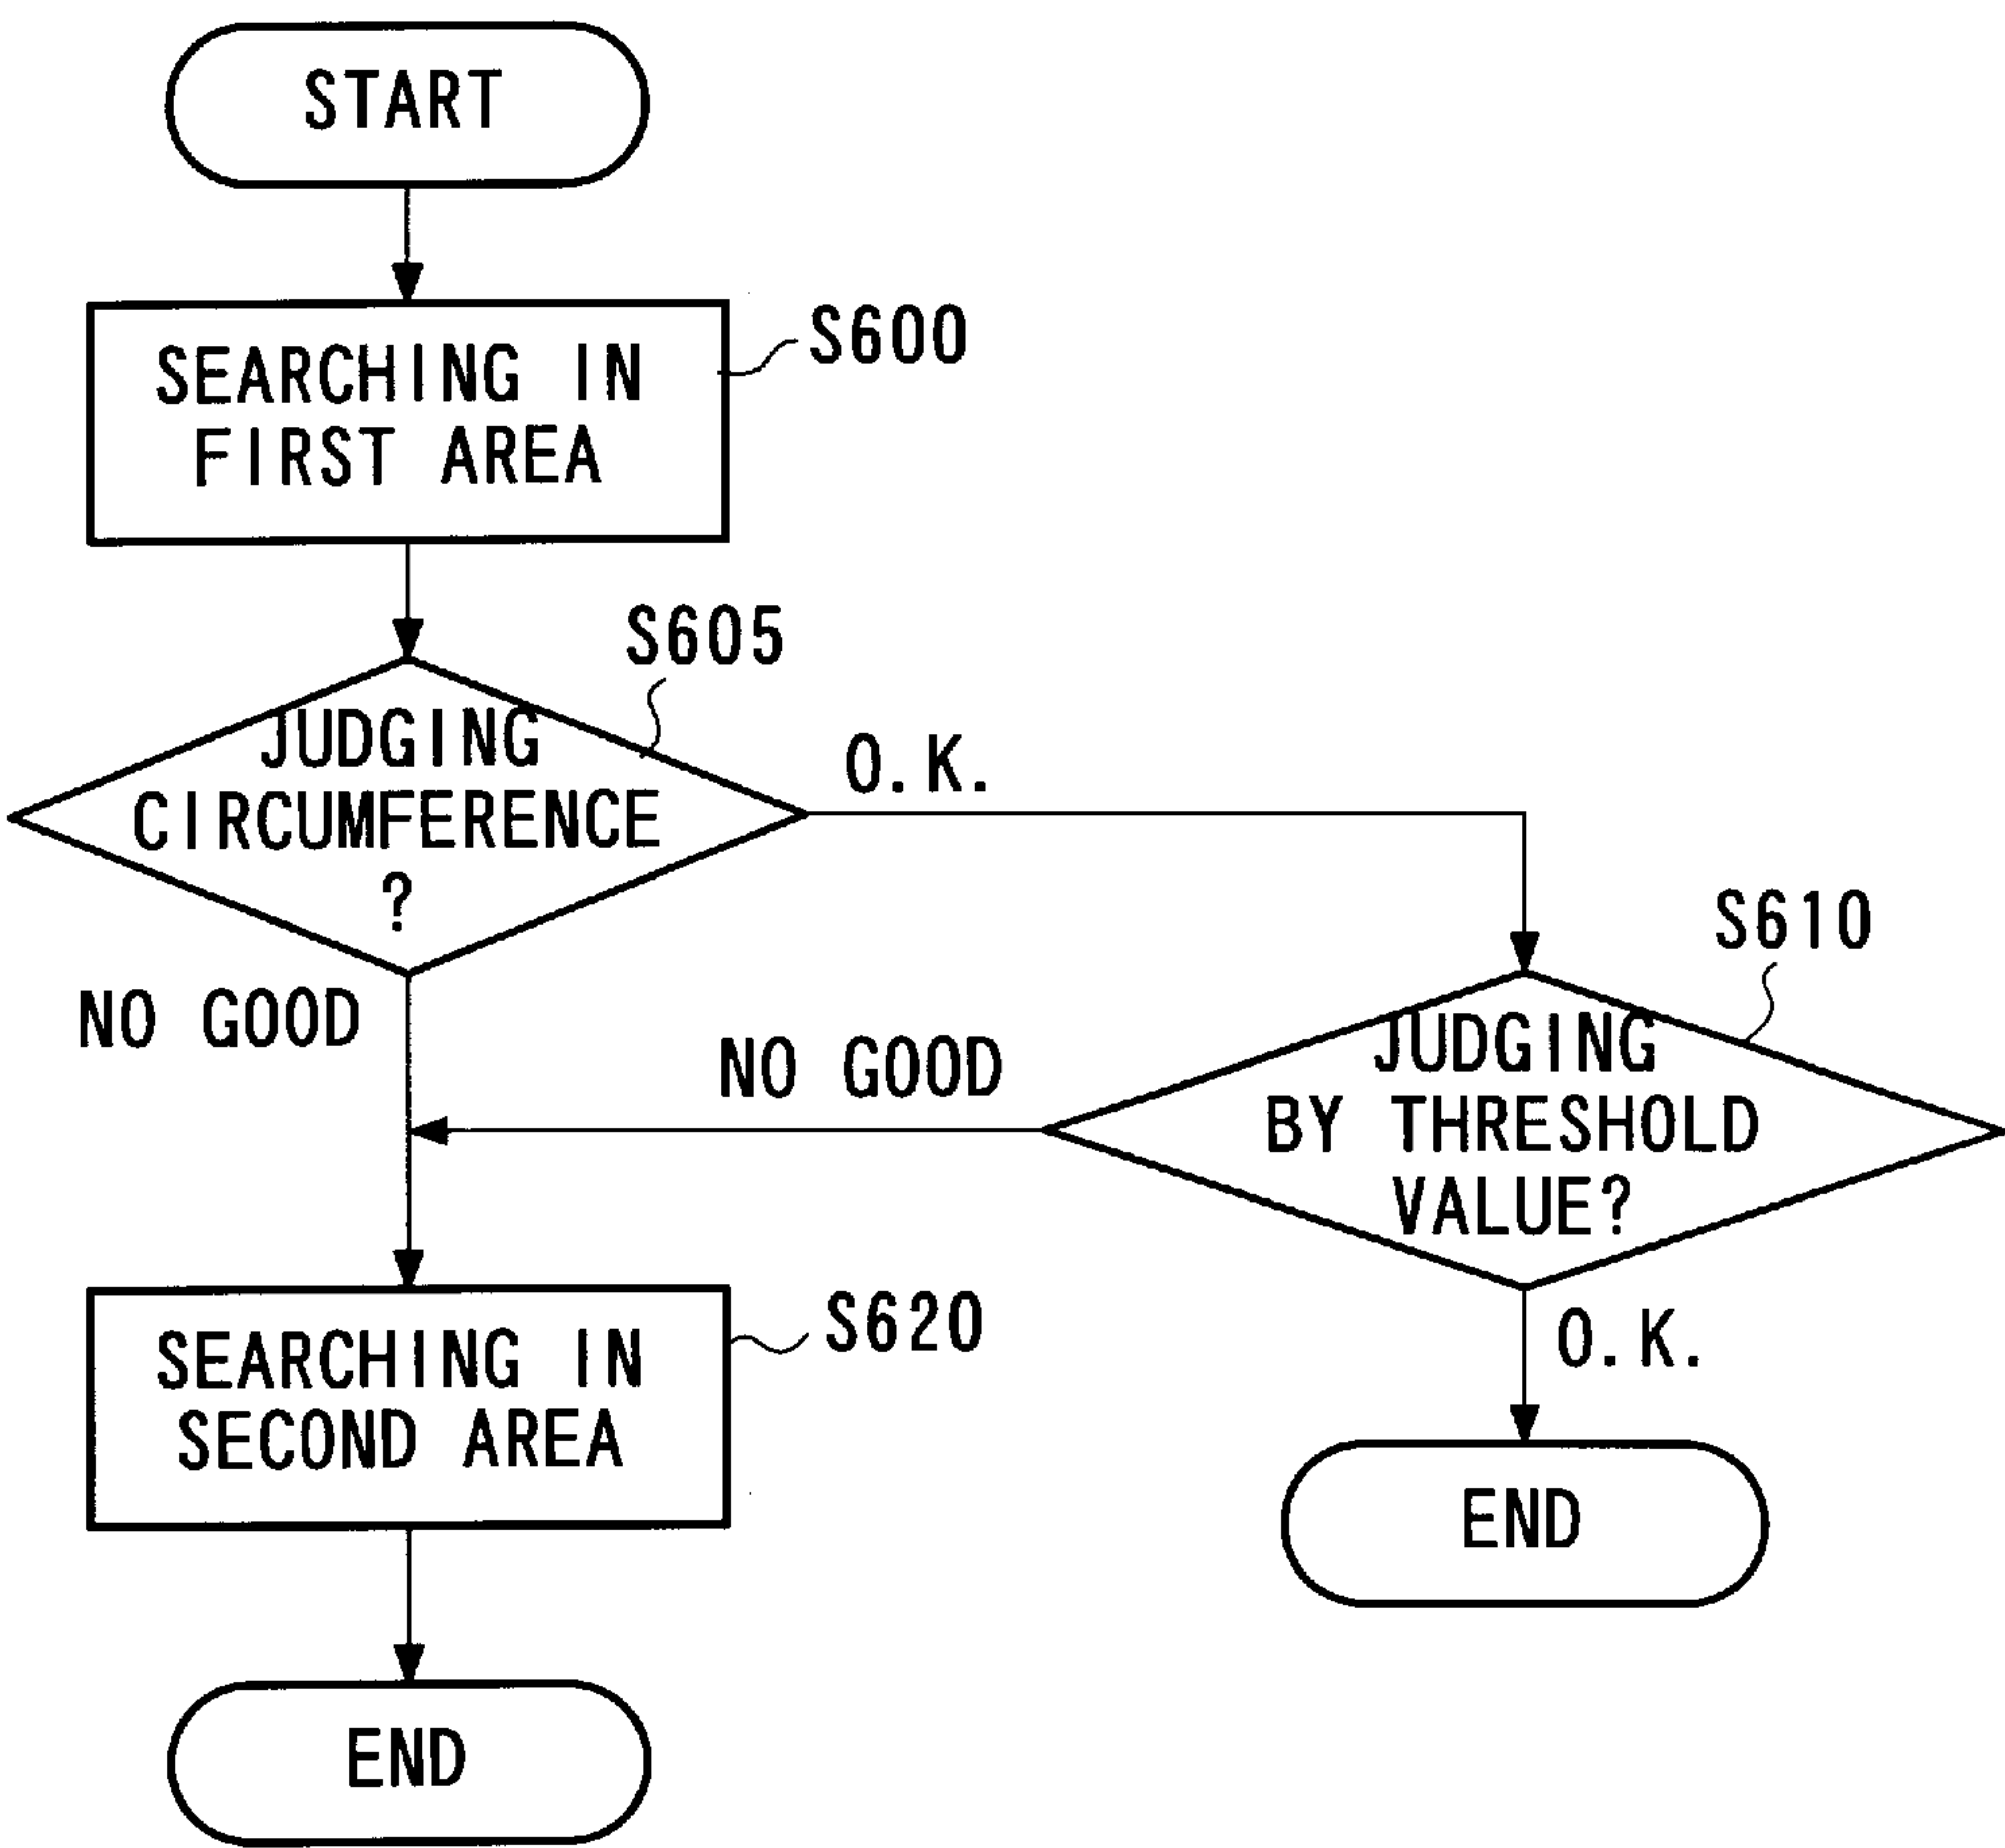 START
S600
SEARCHING IN
FIRST AREA
S605
JUDGING
CIRCUMFERENCE
?
O.K.
NO GOOD
S610
JUDGING
BY THRESHOLD
VALUE?
NO GOOD
O.K.
S620
SEARCHING IN
SECOND AREA
END
END